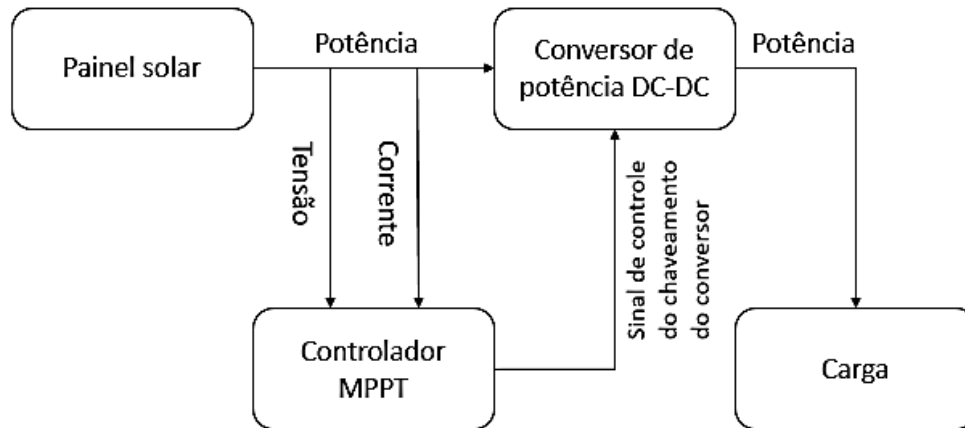 Painel solar
Potência
Conversor de
potência DC-DC
Potência
Tensão
Corrente
Sinal de controle
do chaveamento
do conversor
Controlador
MPPT
Carga